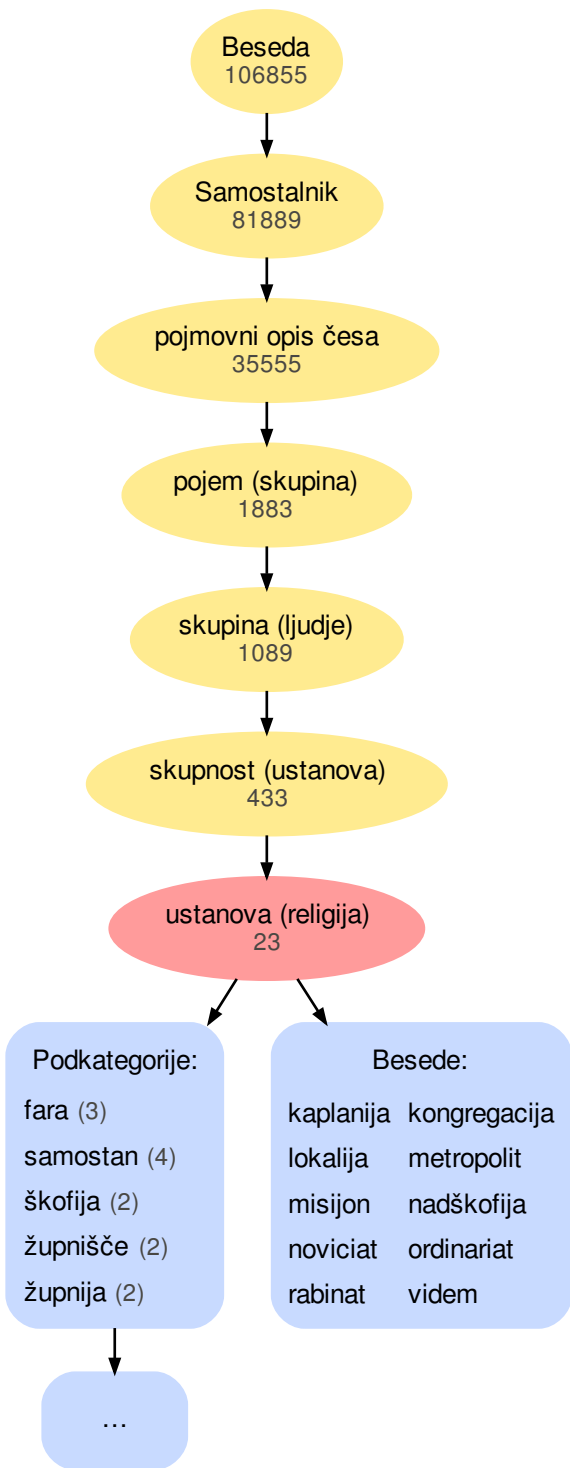 Beseda
106855
Samostalnik
81889
pojmovni opis česa
35555
pojem (skupina)
1883
skupina (ljudje)
1089
skupnost (ustanova)
433
ustanova (religija)
23
Podkategorije:
fara (3)
samostan (4)
škofija (2)
župnišče (2)
župnija (2)
...
Besede:
kaplanija kongregacija
lokalija metropolit
misijon nadškofija
noviciat ordinariat
rabinat videm